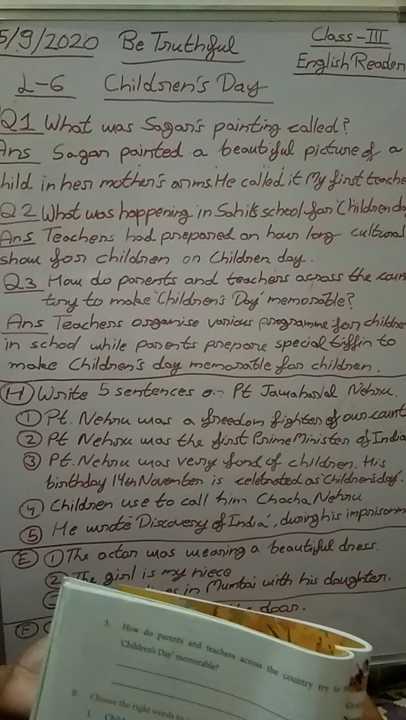 5/9/2020 Be Truthful Class-III
English Reader
L-6 Children's Day
Q1 What was Sagar's painting called?
Ans Sagar painted a beautiful picture of a
hild in her mother's arms. He called it My first teache
Q2 What was happening in Sahil's school for 'Children da
Ans Teachers had prepared an hour long cultural
show for children on Children day.
Q3 How do parents and teachers across the coun
try to make 'Children's Day' memorable?
Ans Teachers organise various programme for childre
in school while parents prepare special tiffin to
make Children's day memorable for children.
(H) Write 5 sentences on Pt Jawaharlal Nehru.
① Pt. Nehru was a freedom fighter of our count
② Pt Nehru was the first Prime Minister of India
③ Pt. Nehru was very fond of children. His
birthday 14th November is celebrated as 'Children's day'.
④ Children use to call him Chacha Nehru
⑤ He wrote 'Discovery of India', during his imprisonm
(E) ① The actor was wearing a beautiful dress.
② The girl is my niece
in Mumbai with his daughter.
door.
(F)
3. How do parents and teachers across the country try to
'Children's Day' memorable?
B. Choose the right words to
1.